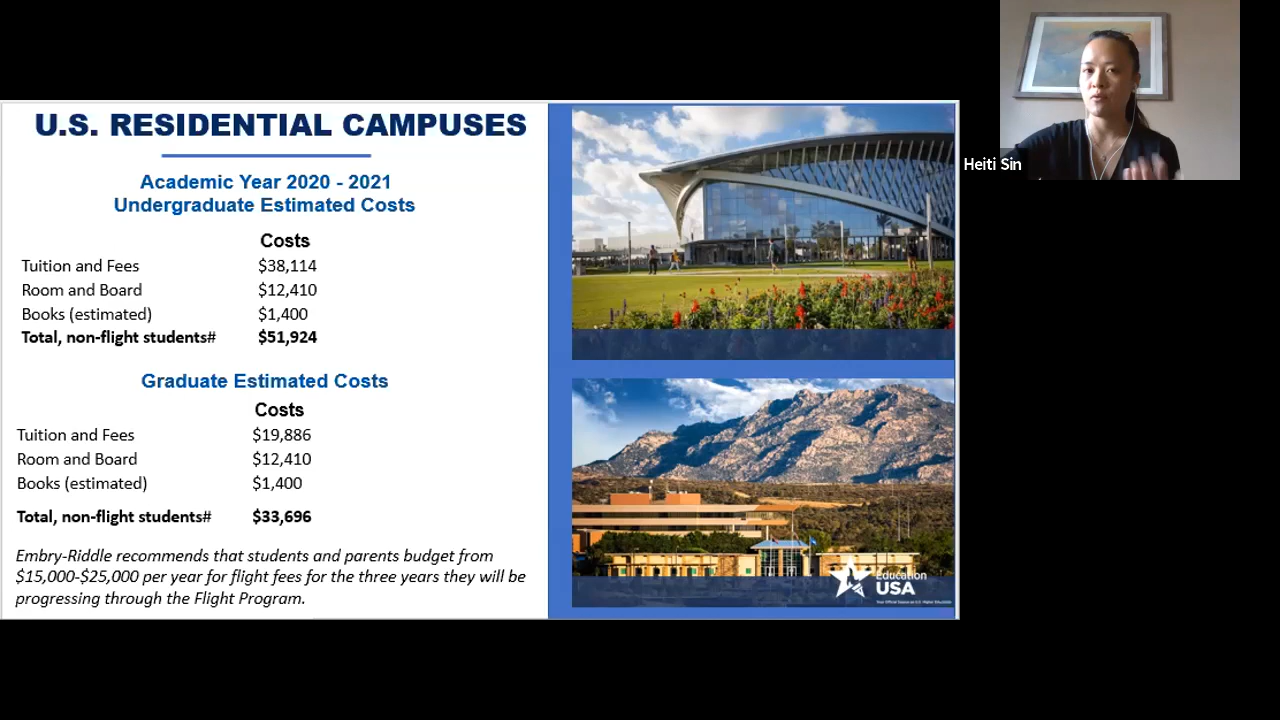 U.S. RESIDENTIAL CAMPUSES
Academic Year 2020 - 2021
Undergraduate Estimated Costs
Costs
Tuition and Fees $38,114
Room and Board $12,410
Books (estimated) $1,400
Total, non-flight students# $51,924
Graduate Estimated Costs
Costs
Tuition and Fees $19,886
Room and Board $12,410
Books (estimated) $1,400
Total, non-flight students# $33,696
Embry-Riddle recommends that students and parents budget from
$15,000-$25,000 per year for flight fees for the three years they will be
progressing through the Flight Program.
Education
USA
Heiti Sin